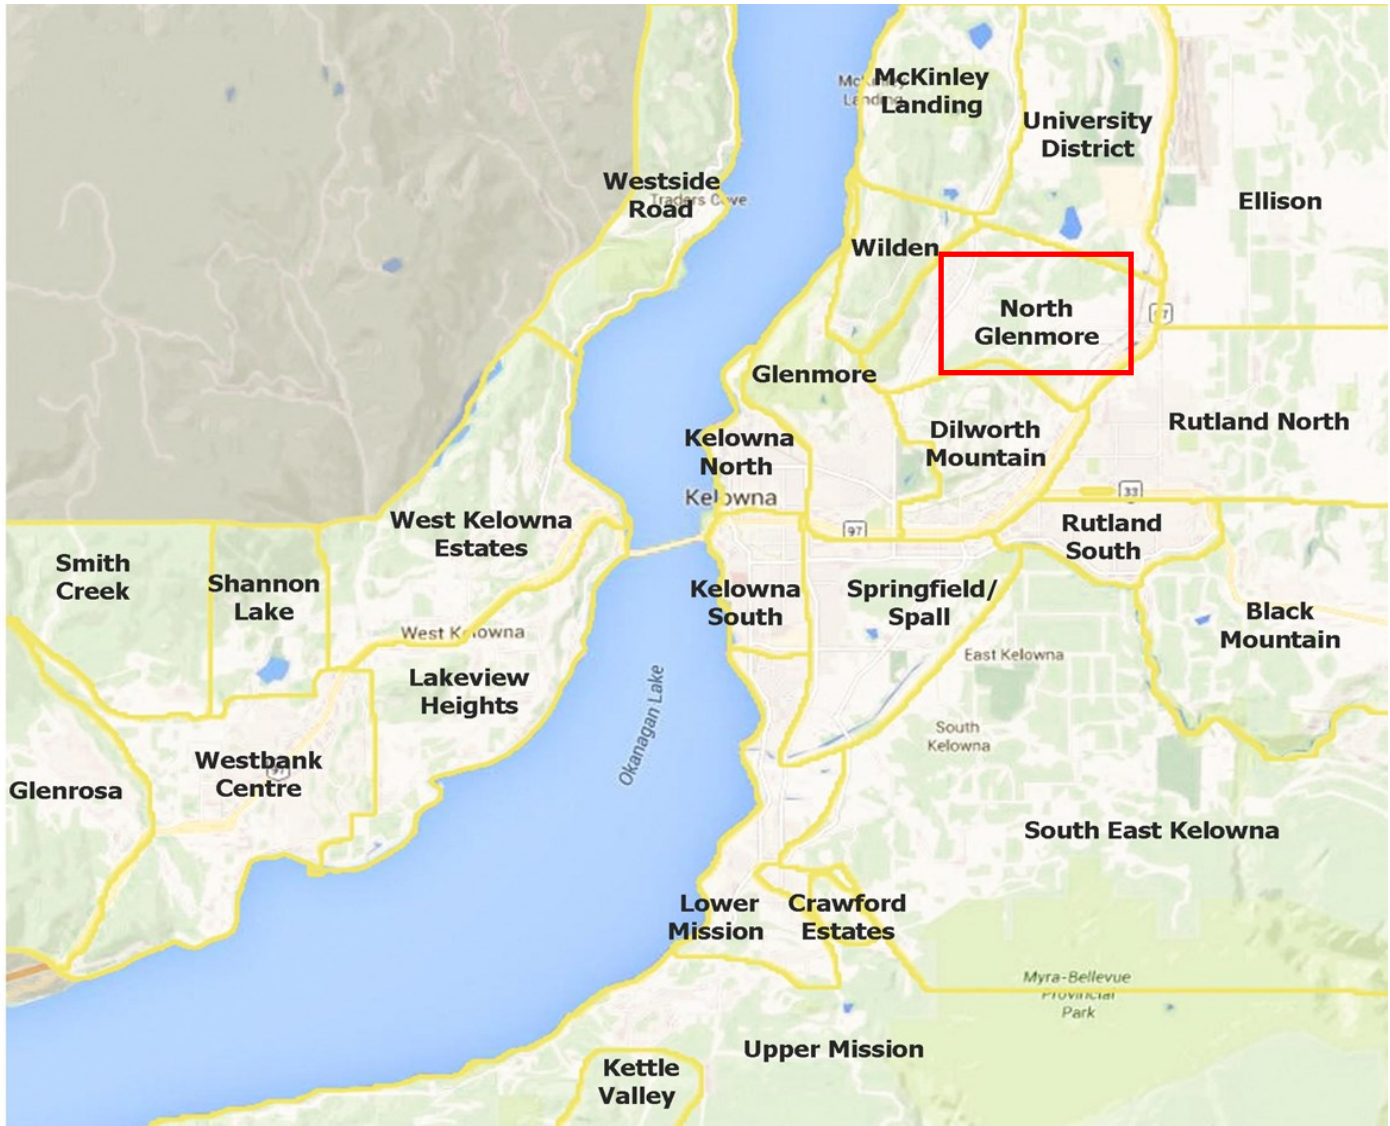 McKinley
Landing
University
District
Westside
Road
Ellison
Wilden
North
Glenmore
97
Glenmore
Rutland North
Kelowna
North
Dilworth
Mountain
Kelowna
33
97
West Kelowna
Estates
Rutland
South
Smith
Creek
Shannon
Lake
Kelowna
South
Springfield/
Spall
Black
Mountain
West Kelowna
East Kelowna
Lakeview
Heights
Okanagan Lake
South
Kelowna
Westbank
Centre
97
Glenrosa
South East Kelowna
Lower
Mission
Crawford
Estates
Myra-Bellevue
Provincial
Park
Upper Mission
Kettle
Valley